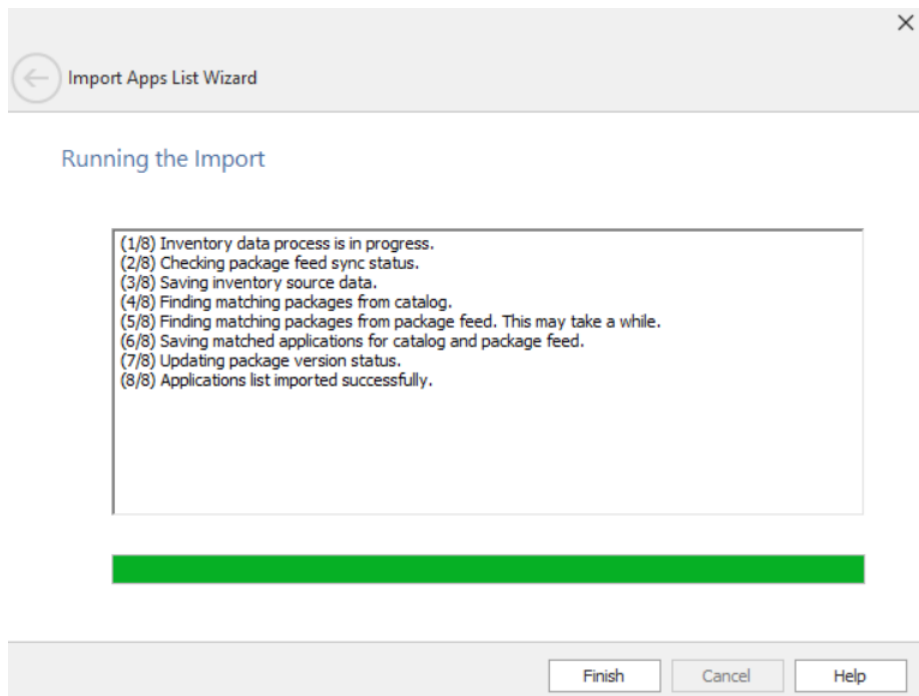 Import Apps List Wizard
Running the Import
(1/8) Inventory data process is in progress.
(2/8) Checking package feed sync status.
(3/8) Saving inventory source data.
(4/8) Finding matching packages from catalog.
(5/8) Finding matching packages from package feed. This may take a while.
(6/8) Saving matched applications for catalog and package feed.
(7/8) Updating package version status.
(8/8) Applications list imported successfully.
Finish Cancel Help